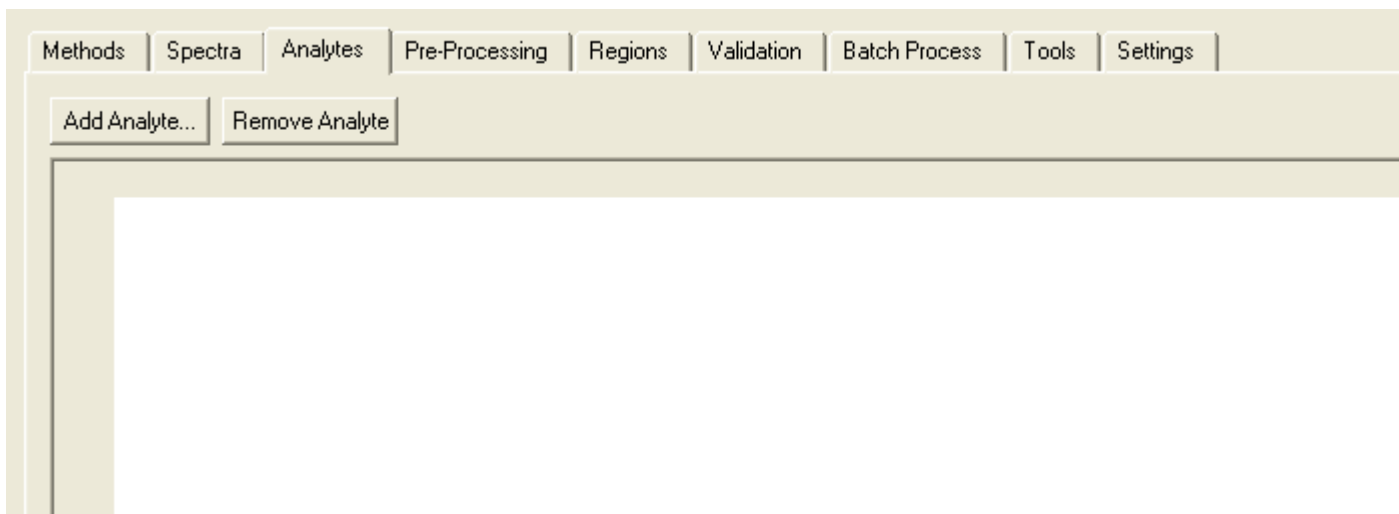 Methods Spectra Analytes Pre-Processing Regions Validation Batch Process Tools Settings
Add Analyte... Remove Analyte